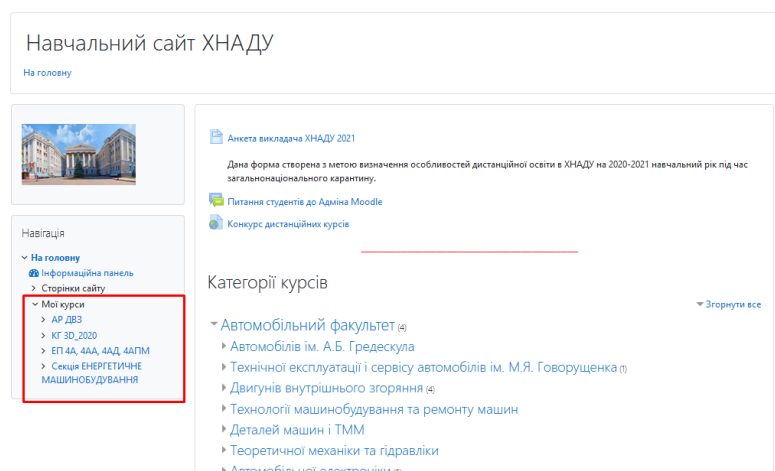 Навчальний сайт ХНАДУ
На головну
Навігація
На головну
Інформаційна панель
Сторінки сайту
Мої курси
АР ДВЗ
КГ 3D_2020
ЕП 4А, 4АА, 4АД, 4АПМ
Секція ЕНЕРГЕТИЧНЕ
МАШИНОБУДУВАННЯ
Анкета викладача ХНАДУ 2021
Дана форма створена з метою визначення особливостей дистанційної освіти в ХНАДУ на 2020-2021 навчальний рік під час
загальнонаціонального карантину.
Питання студентів до Адміна Moodle
Конкурс дистанційних курсів
Категорії курсів
Згорнути все
Автомобільний факультет (4)
Автомобілів ім. А.Б. Гредескула
Технічної експлуатації і сервісу автомобілів ім. М.Я. Говорущенка (1)
Двигунів внутрішнього згоряння (4)
Технології машинобудування та ремонту машин
Деталей машин і ТММ
Теоретичної механіки та гідравліки
Автомобільної електроніки